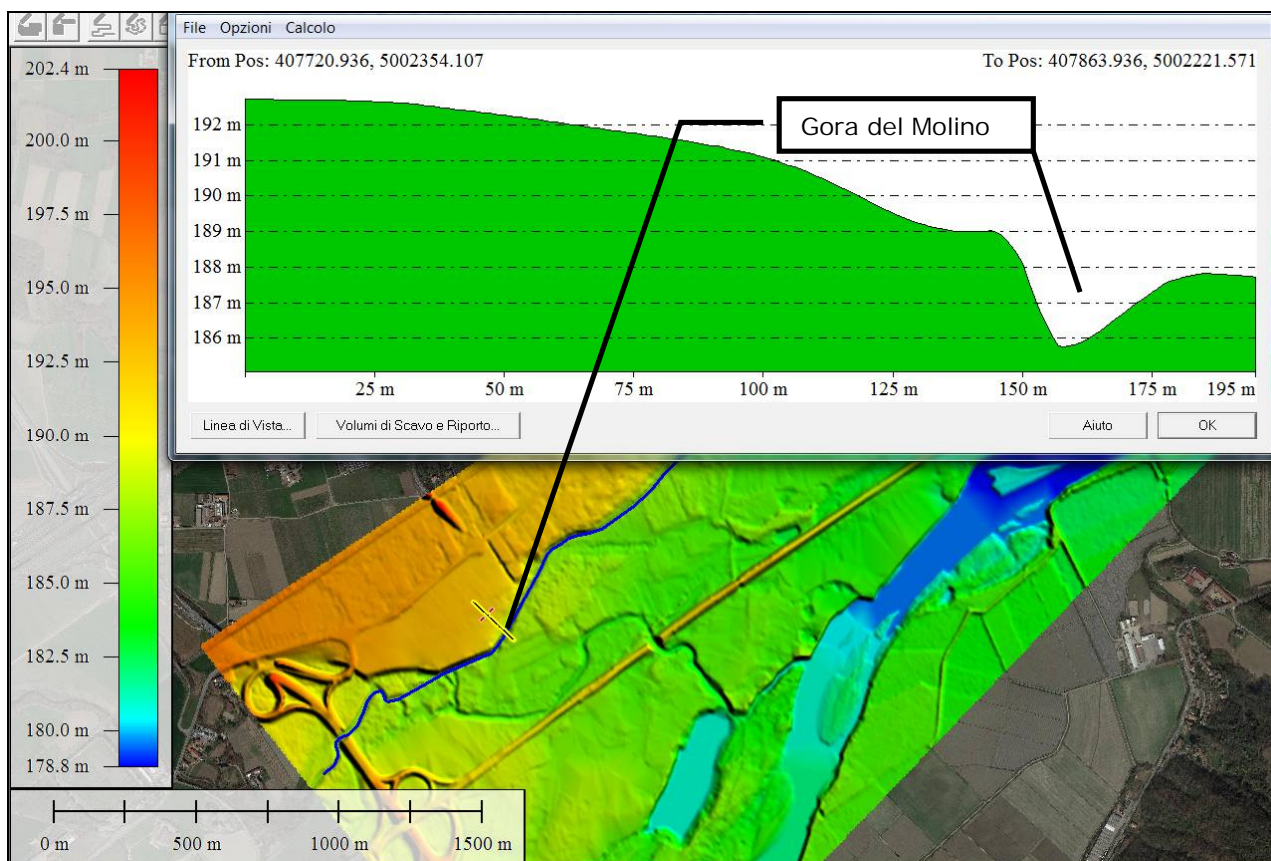 File Opzioni Calcolo
From Pos: 407720.936, 5002354.107 To Pos: 407863.936, 5002221.571
192 m
191 m
190 m
189 m
188 m
187 m
186 m
25 m 50 m 75 m 100 m 125 m 150 m 175 m 195 m
Gora del Molino
Linea di Vista... Volumi di Scavo e Riporto... Aiuto OK
202.4 m
200.0 m
197.5 m
195.0 m
192.5 m
190.0 m
187.5 m
185.0 m
182.5 m
180.0 m
178.8 m
0 m 500 m 1000 m 1500 m